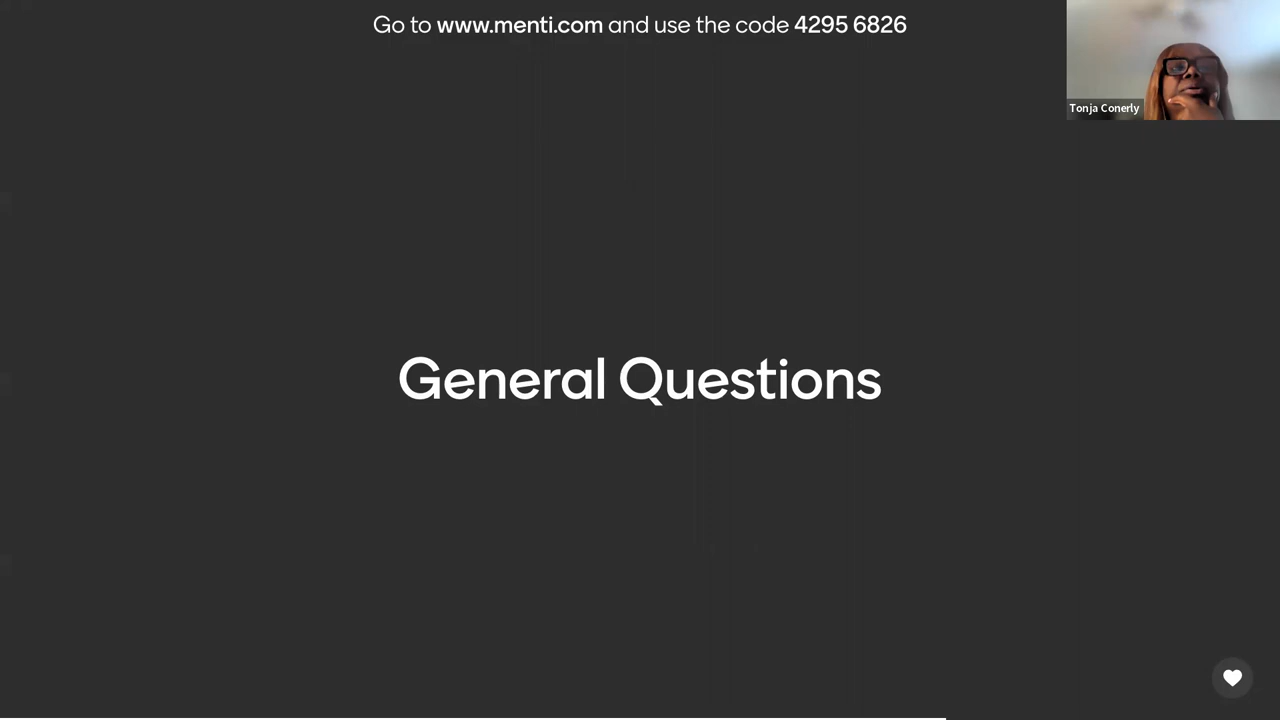 Go to www.menti.com and use the code 4295 6826
Tonja Conerly
General Questions